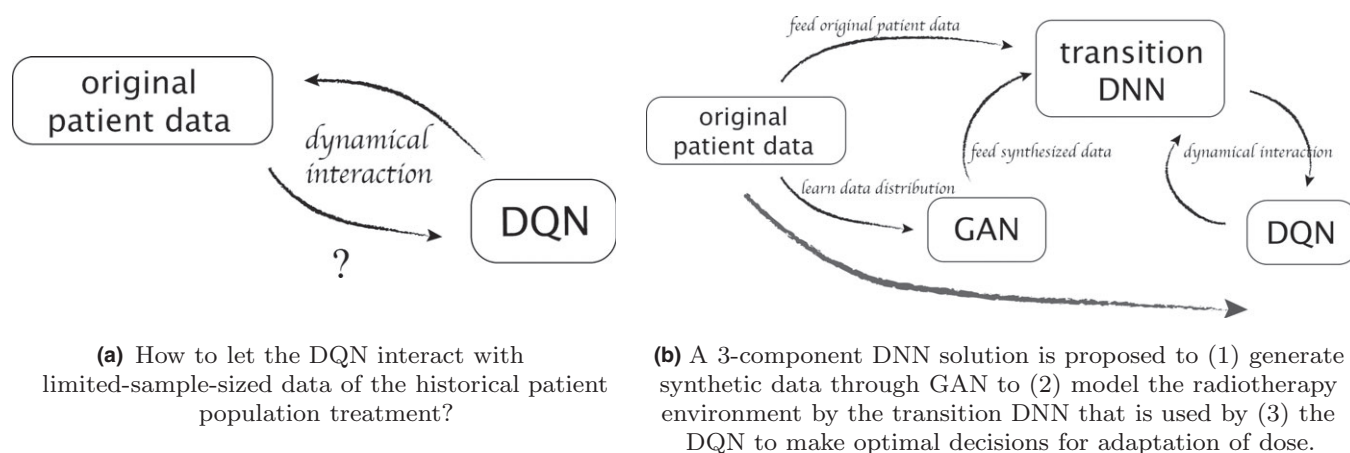 original
patient data
dynamical
interaction
DQN
?
(a) How to let the DQN interact with
limited-sample-sized data of the historical patient
population treatment?
feed original patient data
transition
DNN
original
patient data
feed synthesized data
dynamical interaction
learn data distribution
GAN
DQN
(b) A 3-component DNN solution is proposed to (1) generate
synthetic data through GAN to (2) model the radiotherapy
environment by the transition DNN that is used by (3) the
DQN to make optimal decisions for adaptation of dose.